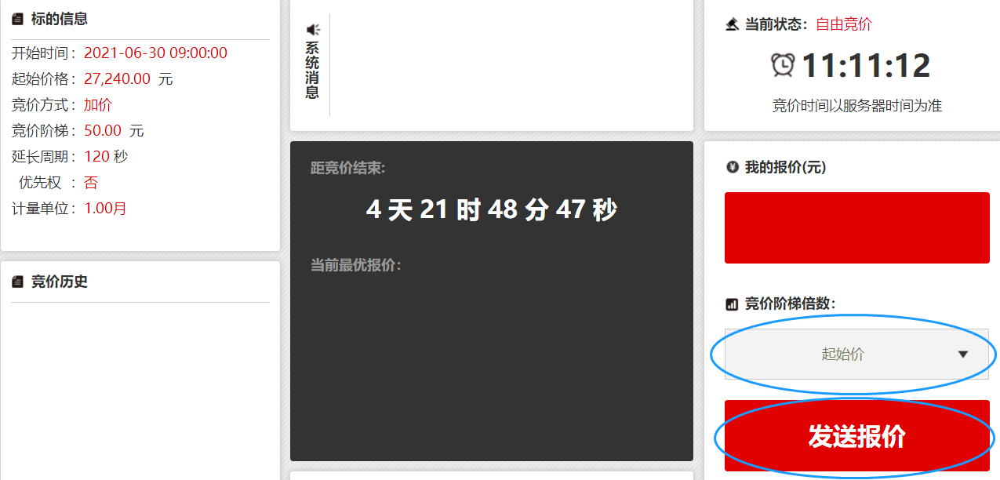 标的信息
开始时间：2021-06-30 09:00:00
起始价格：27,240.00 元
竞价方式：加价
竞价阶梯：50.00 元
延长周期：120 秒
优先权 ：否
计量单位：1.00月
竞价历史
系统消息
距竞价结束:
4 天 21 时 48 分 47 秒
当前最优报价:
当前状态：自由竞价
11:11:12
竞价时间以服务器时间为准
我的报价(元)
竞价阶梯倍数:
起始价
发送报价